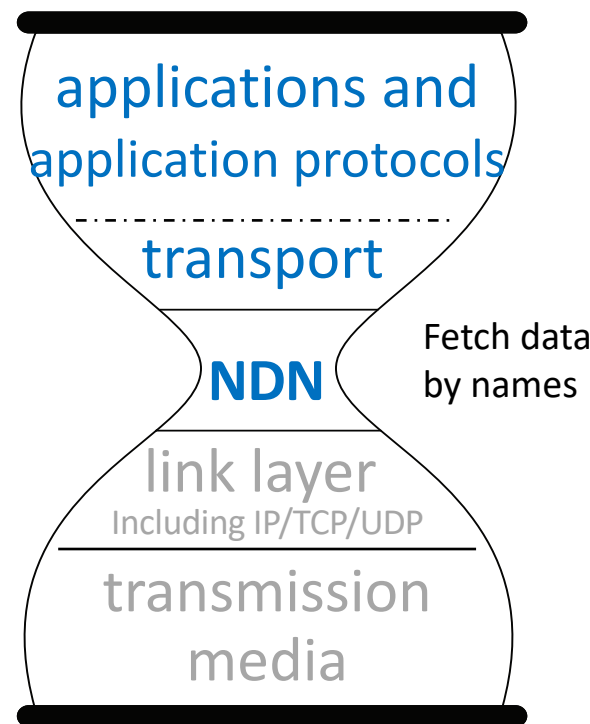 applications and
application protocols
transport
NDN
Fetch data
by names
link layer
Including IP/TCP/UDP
transmission
media